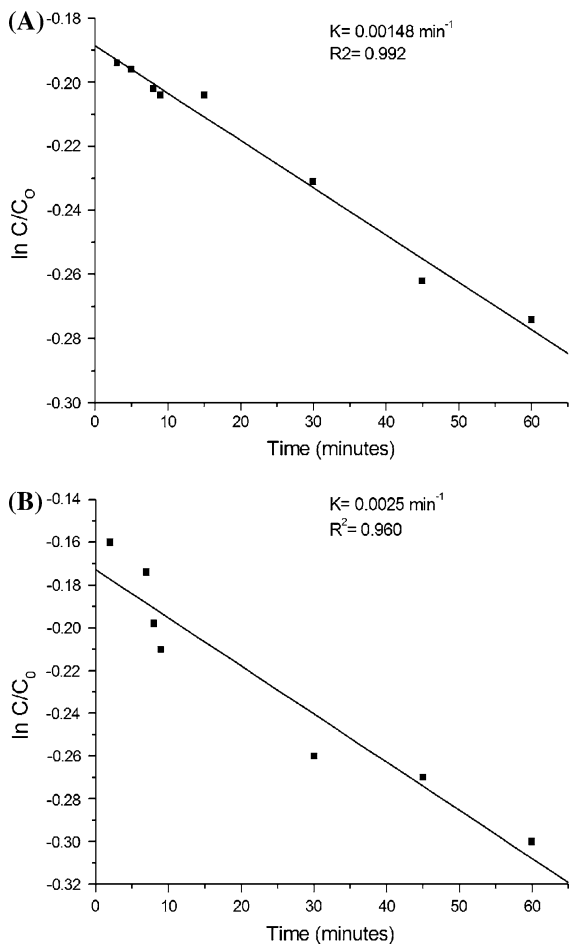 (A)
K= 0.00148 min⁻¹
R2= 0.992
-0.18
-0.20
-0.22
-0.24
-0.26
-0.28
-0.30
ln C/C_O
0 10 20 30 40 50 60
Time (minutes)
(B)
K= 0.0025 min⁻¹
R²= 0.960
-0.14
-0.16
-0.18
-0.20
-0.22
-0.24
-0.26
-0.28
-0.30
-0.32
ln C/C₀
0 10 20 30 40 50 60
Time (minutes)